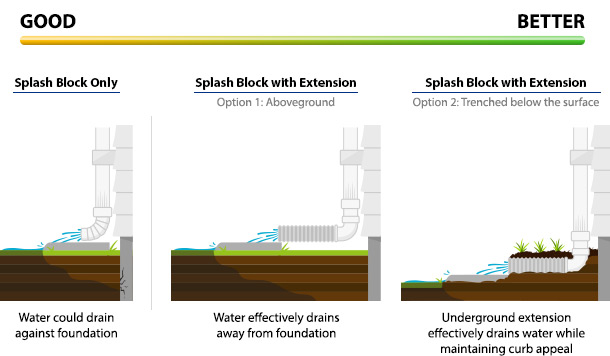 GOOD
BETTER
Splash Block Only
Splash Block with Extension
Option 1: Aboveground
Splash Block with Extension
Option 2: Trenched below the surface
Water could drain
against foundation
Water effectively drains
away from foundation
Underground extension
effectively drains water while
maintaining curb appeal